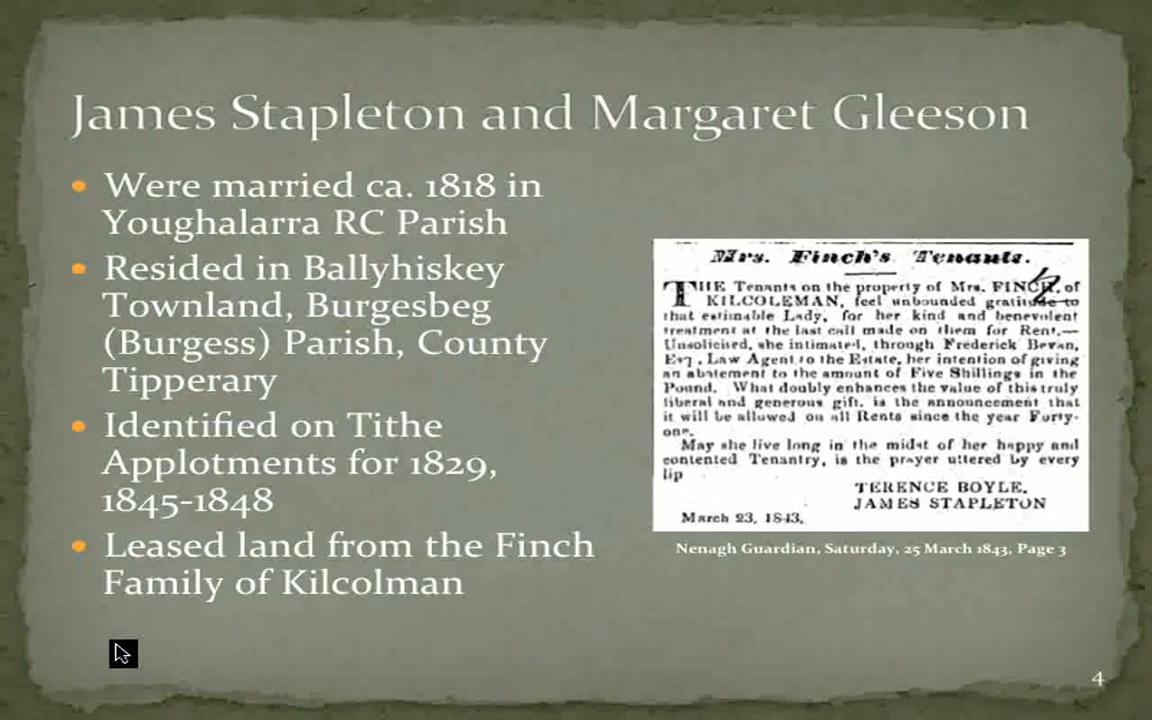 James Stapleton and Margaret Gleeson
• Were married ca. 1818 in
Youghalarra RC Parish
• Resided in Ballyhiskey
Townland, Burgesbeg
(Burgess) Parish, County
Tipperary
• Identified on Tithe
Applotments for 1829,
1845-1848
• Leased land from the Finch
Family of Kilcolman
Mrs. Finch's Tenants.
THE Tenants on the property of Mrs. FINCH, of
KILCOLEMAN, feel unbounded gratitude to
that estimable Lady, for her kind and benevolent
treatment at the last call made on them for Rent.—
Unsolicited, she intimated, through Frederick Bevan,
Esq, Law Agent to the Estate, her intention of giving
an abatement to the amount of Five Shillings in the
Pound. What doubly enhances the value of this truly
liberal and generous gift, is the announcement that
it will be allowed on all Rents since the year Forty-
one.
May she live long in the midst of her happy and
contented Tenantry, is the prayer uttered by every
lip
TERENCE BOYLE,
JAMES STAPLETON
March 23, 1843.
Nenagh Guardian, Saturday, 25 March 1843, Page 3
4